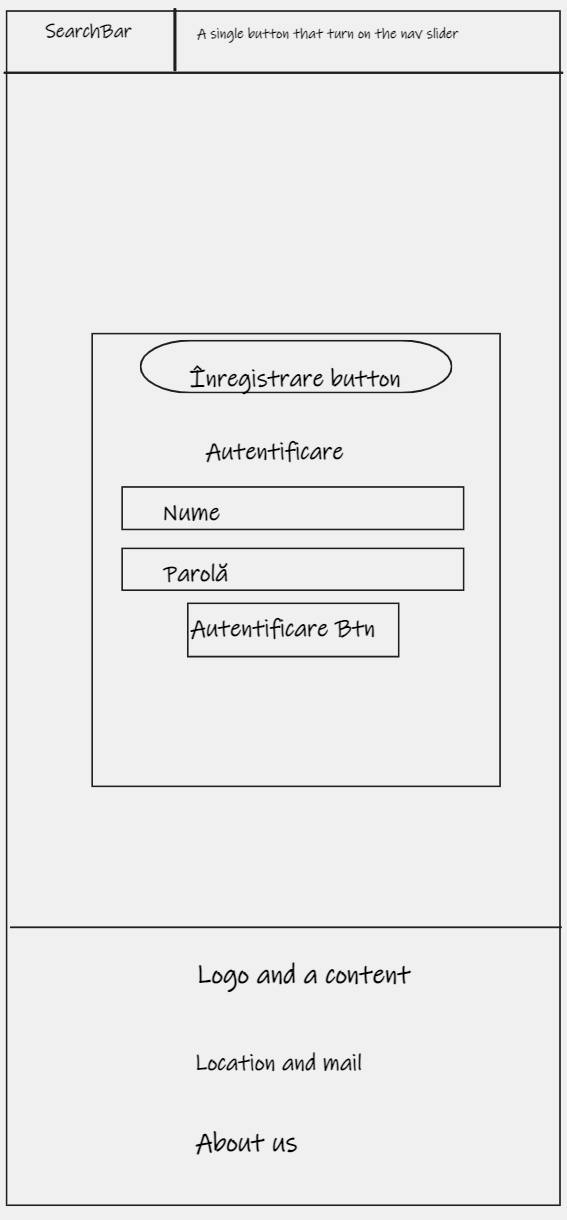 SearchBar
A single button that turn on the nav slider
Înregistrare button
Autentificare
Nume
Parolă
Autentificare Btn
Logo and a content
Location and mail
About us